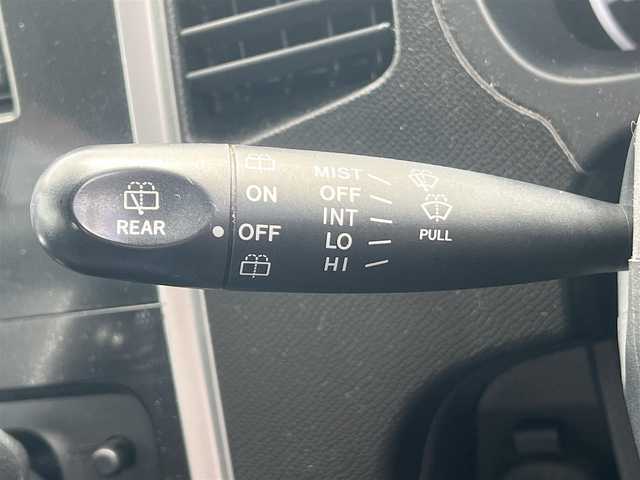 REAR
ON
OFF
MIST
OFF
INT
LO
HI
PULL